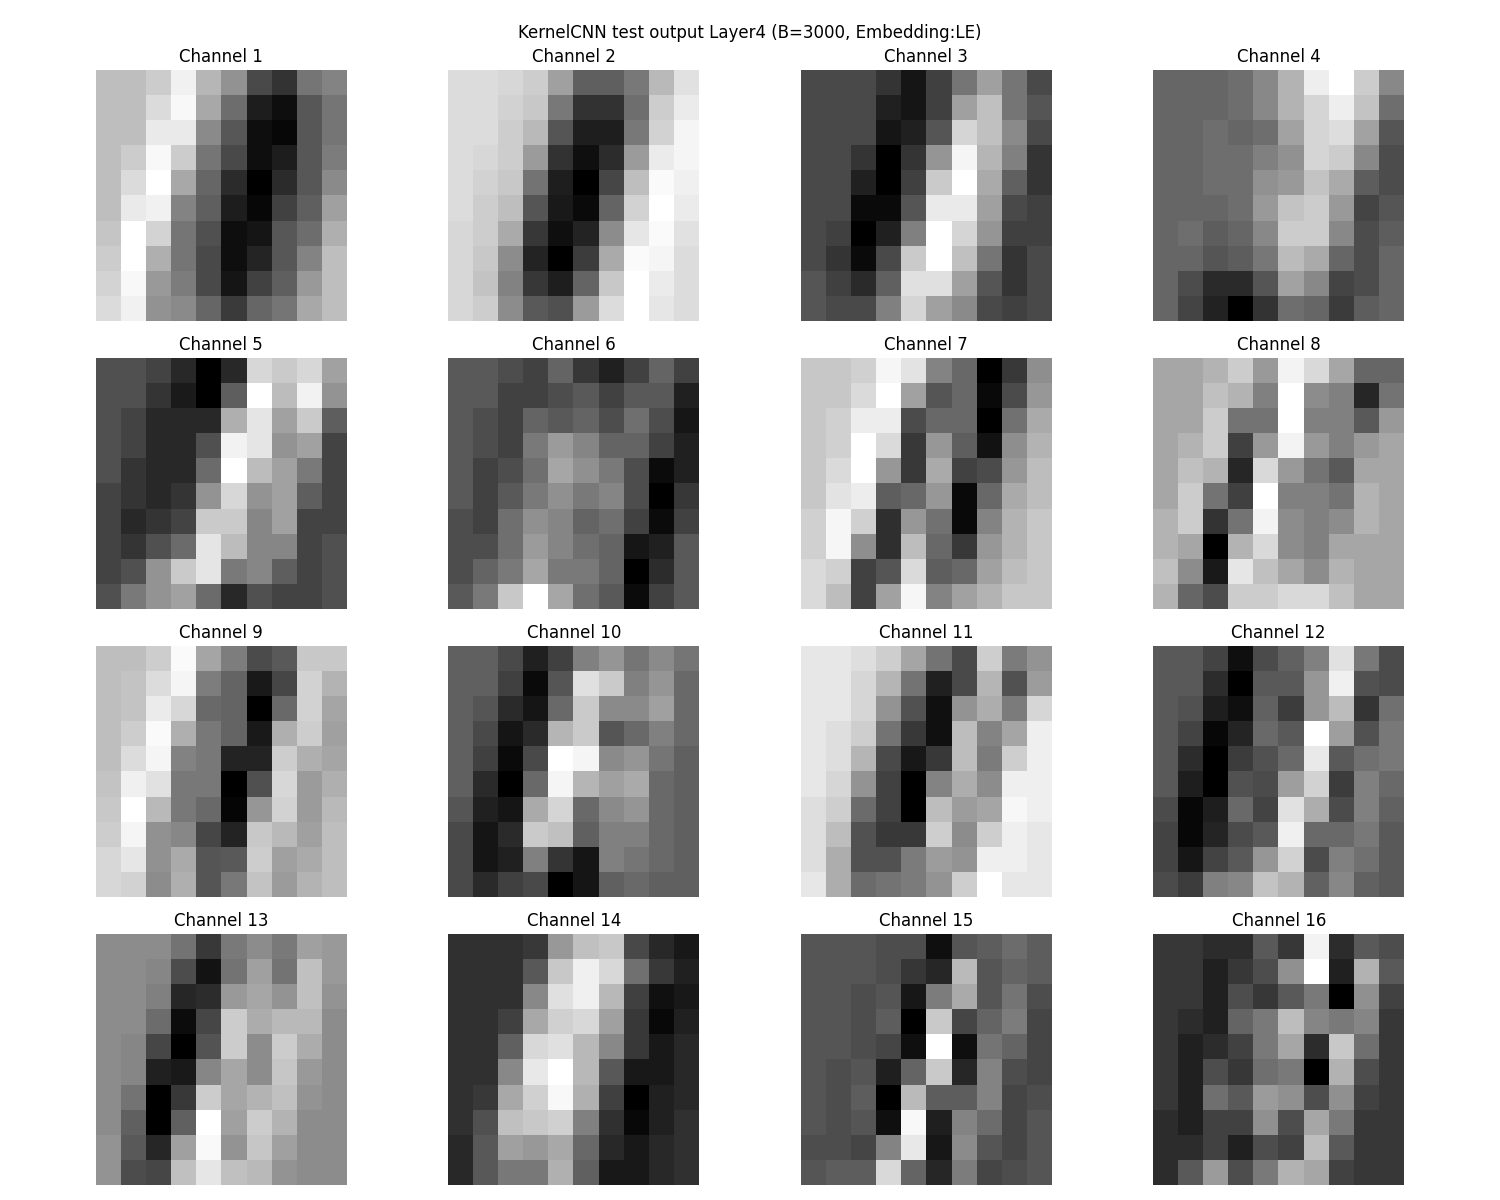 KernelCNN test output Layer4 (B=3000, Embedding:LE)
Channel 1
Channel 2
Channel 3
Channel 4
Channel 5
Channel 6
Channel 7
Channel 8
Channel 9
Channel 10
Channel 11
Channel 12
Channel 13
Channel 14
Channel 15
Channel 16